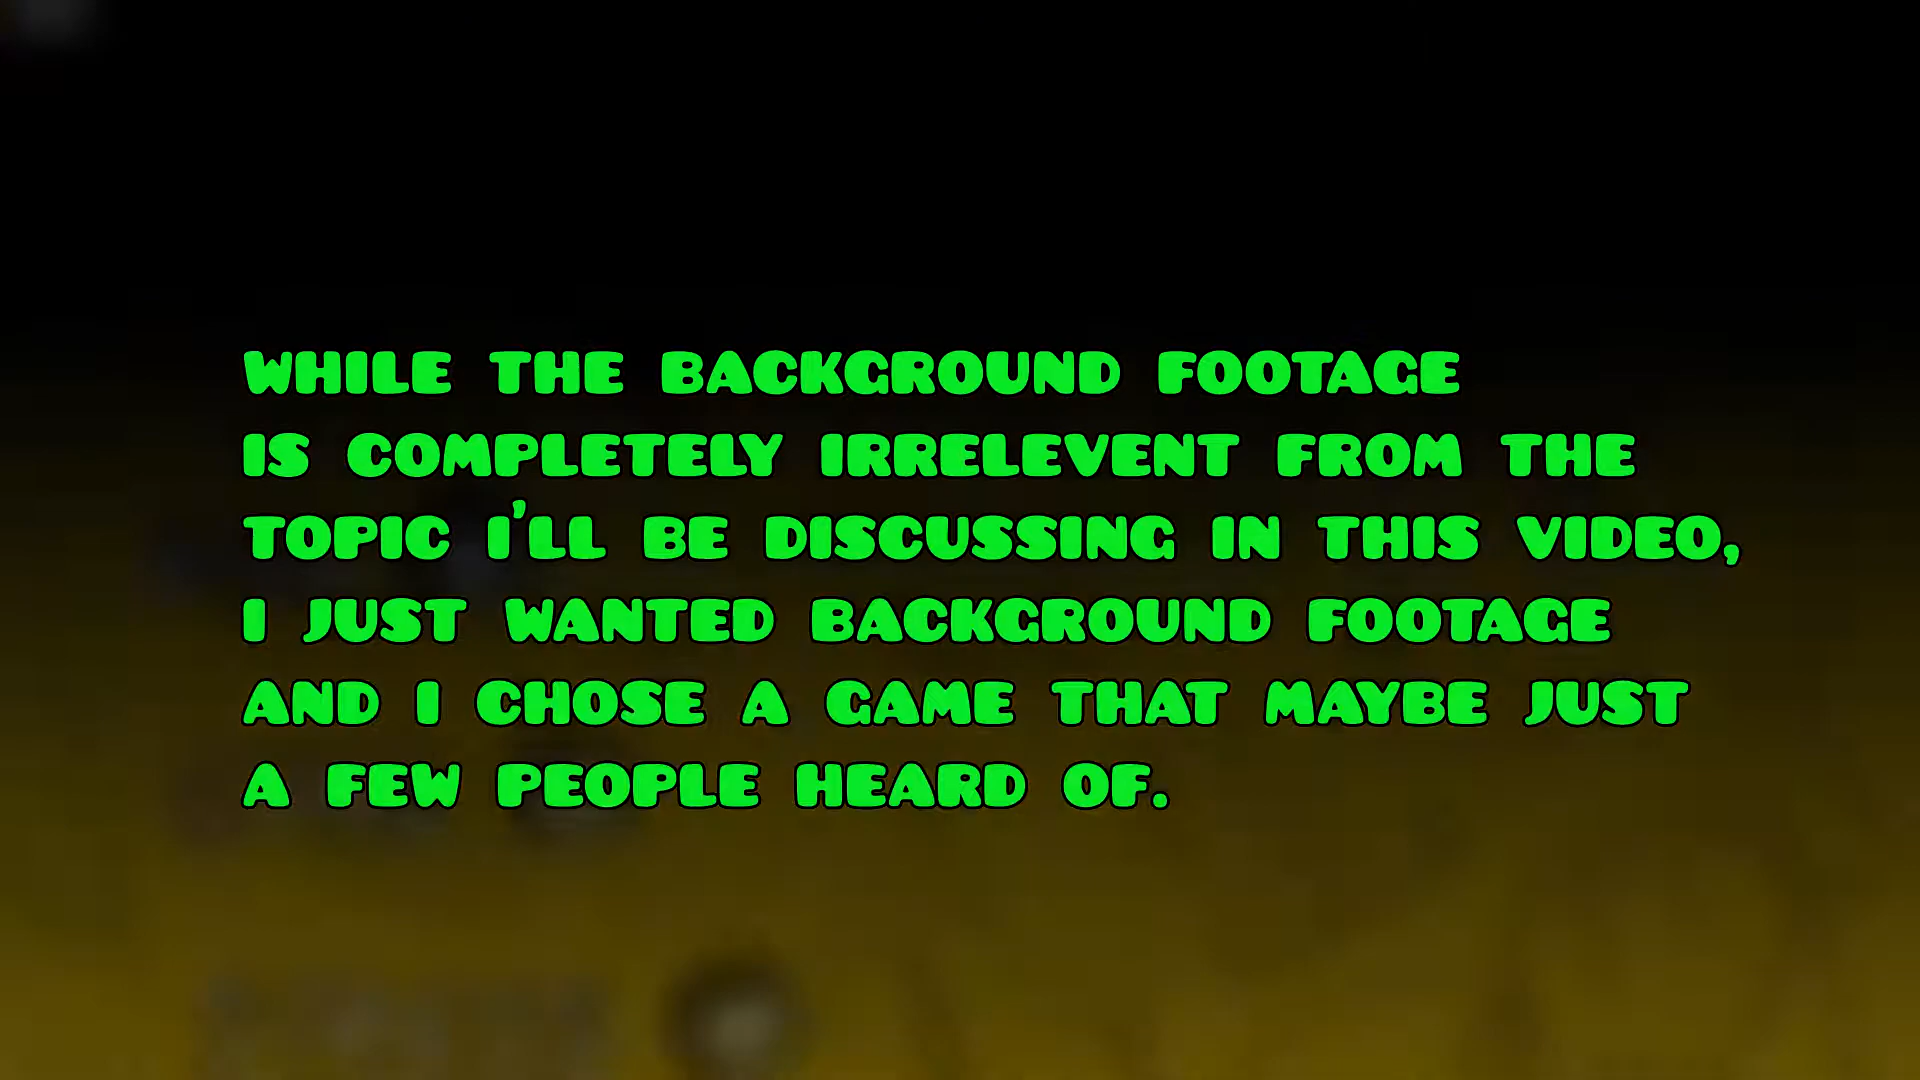 WHILE THE BACKGROUND FOOTAGE
IS COMPLETELY IRRELEVENT FROM THE
TOPIC I'LL BE DISCUSSING IN THIS VIDEO,
I JUST WANTED BACKGROUND FOOTAGE
AND I CHOSE A GAME THAT MAYBE JUST
A FEW PEOPLE HEARD OF.